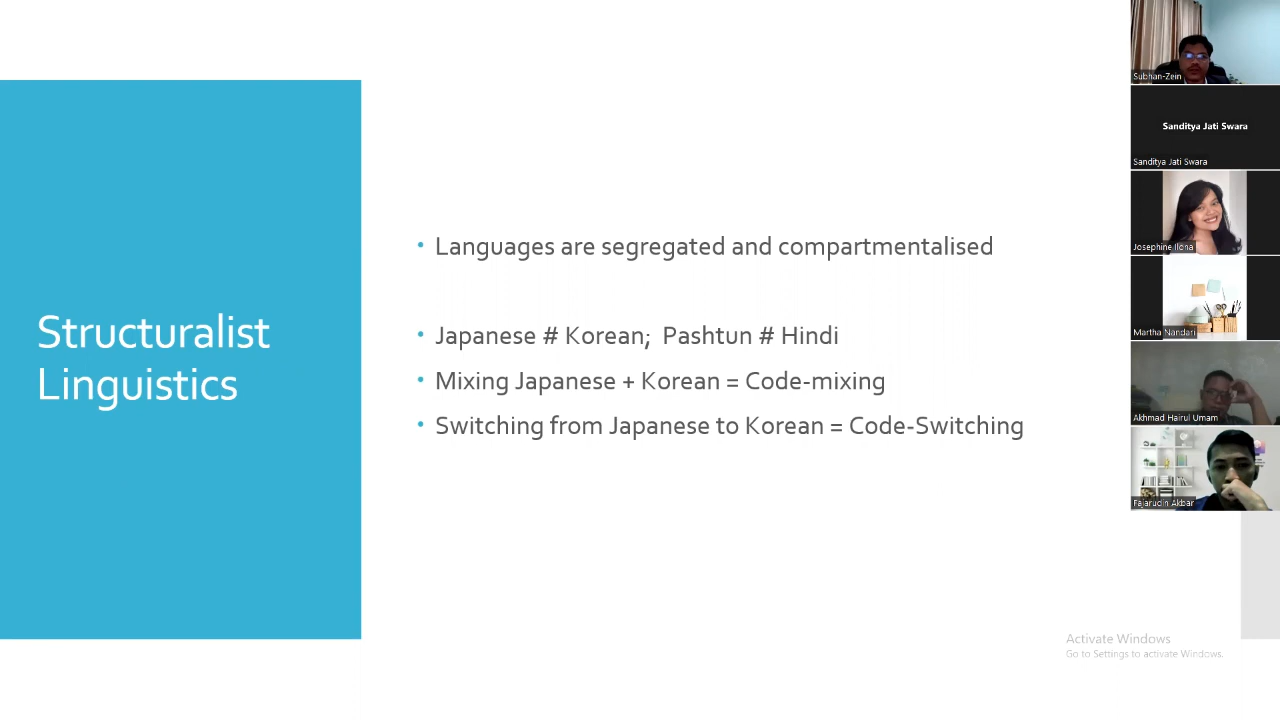 Structuralist
Linguistics
• Languages are segregated and compartmentalised
• Japanese # Korean; Pashtun # Hindi
• Mixing Japanese + Korean = Code-mixing
• Switching from Japanese to Korean = Code-Switching
Subhan-Zein
Sanditya Jati Swara
Sanditya Jati Swara
Josephine Ilona
Martha Nandari
Akhmad Hairul Umam
Fajarudin Akbar
Activate Windows
Go to Settings to activate Windows.